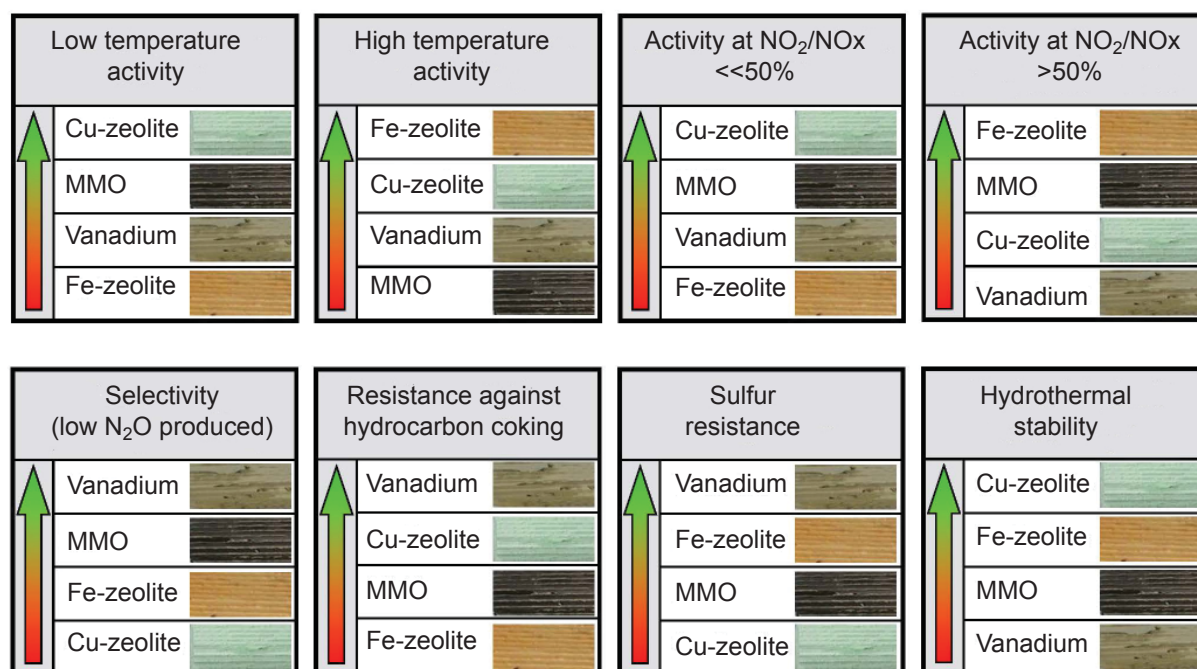 Low temperature
activity
Cu-zeolite
MMO
Vanadium
Fe-zeolite
High temperature
activity
Fe-zeolite
Cu-zeolite
Vanadium
MMO
Activity at NO₂/NOx
<<50%
Cu-zeolite
MMO
Vanadium
Fe-zeolite
Activity at NO₂/NOx
>50%
Fe-zeolite
MMO
Cu-zeolite
Vanadium
Selectivity
(low N₂O produced)
Vanadium
MMO
Fe-zeolite
Cu-zeolite
Resistance against
hydrocarbon coking
Vanadium
Cu-zeolite
MMO
Fe-zeolite
Sulfur
resistance
Vanadium
Fe-zeolite
MMO
Cu-zeolite
Hydrothermal
stability
Cu-zeolite
Fe-zeolite
MMO
Vanadium